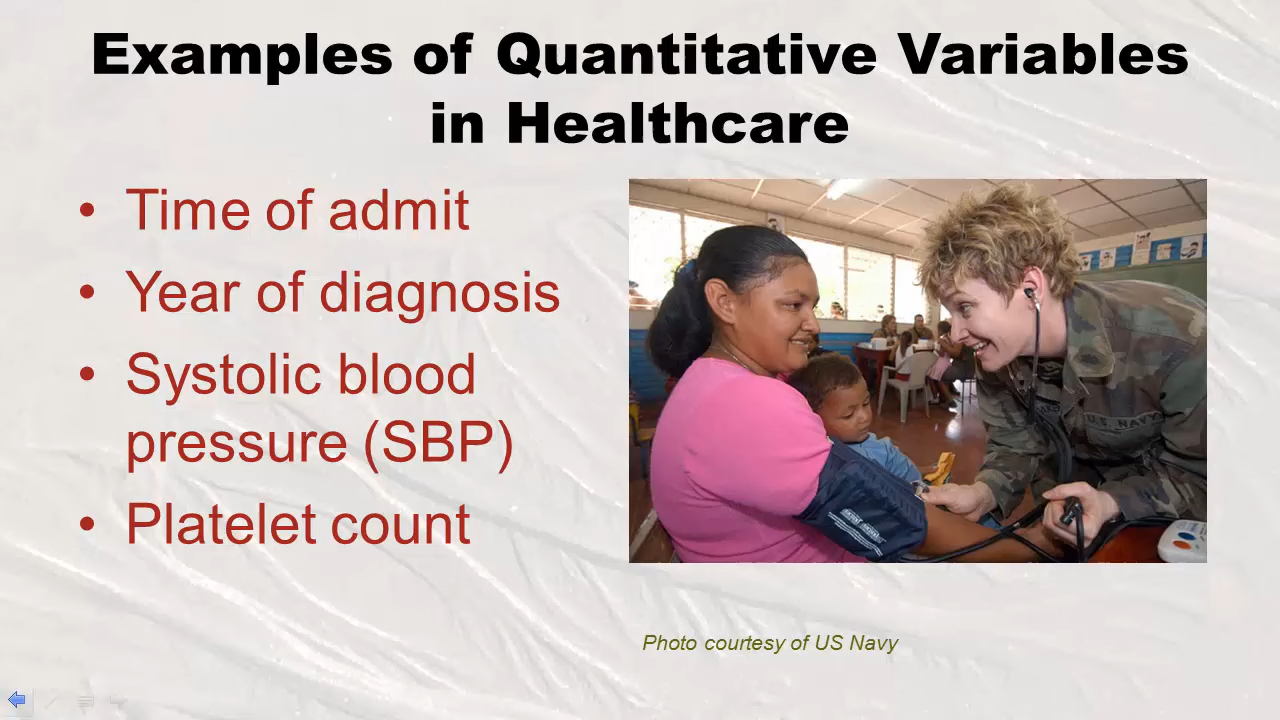 Examples of Quantitative Variables
in Healthcare
• Time of admit
• Year of diagnosis
• Systolic blood
pressure (SBP)
• Platelet count
U.S. NAVY
Photo courtesy of US Navy